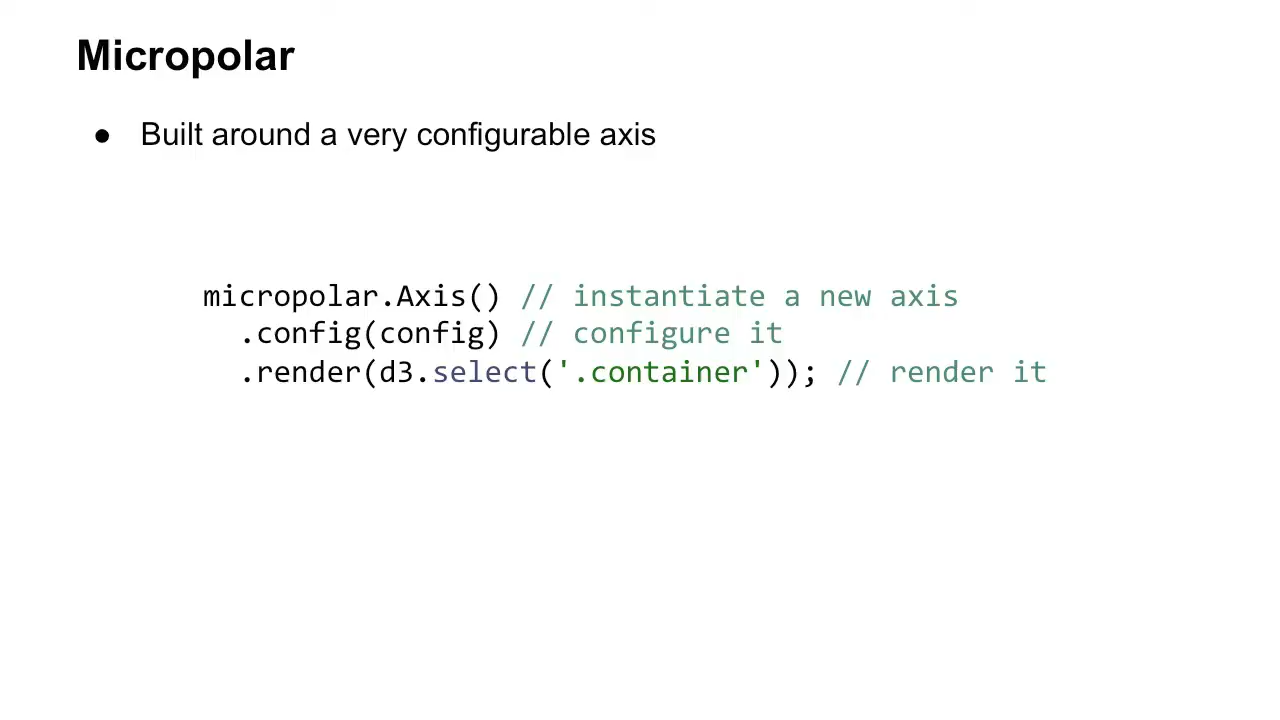 Micropolar
● Built around a very configurable axis
micropolar.Axis() // instantiate a new axis
  .config(config) // configure it
  .render(d3.select('.container')); // render it